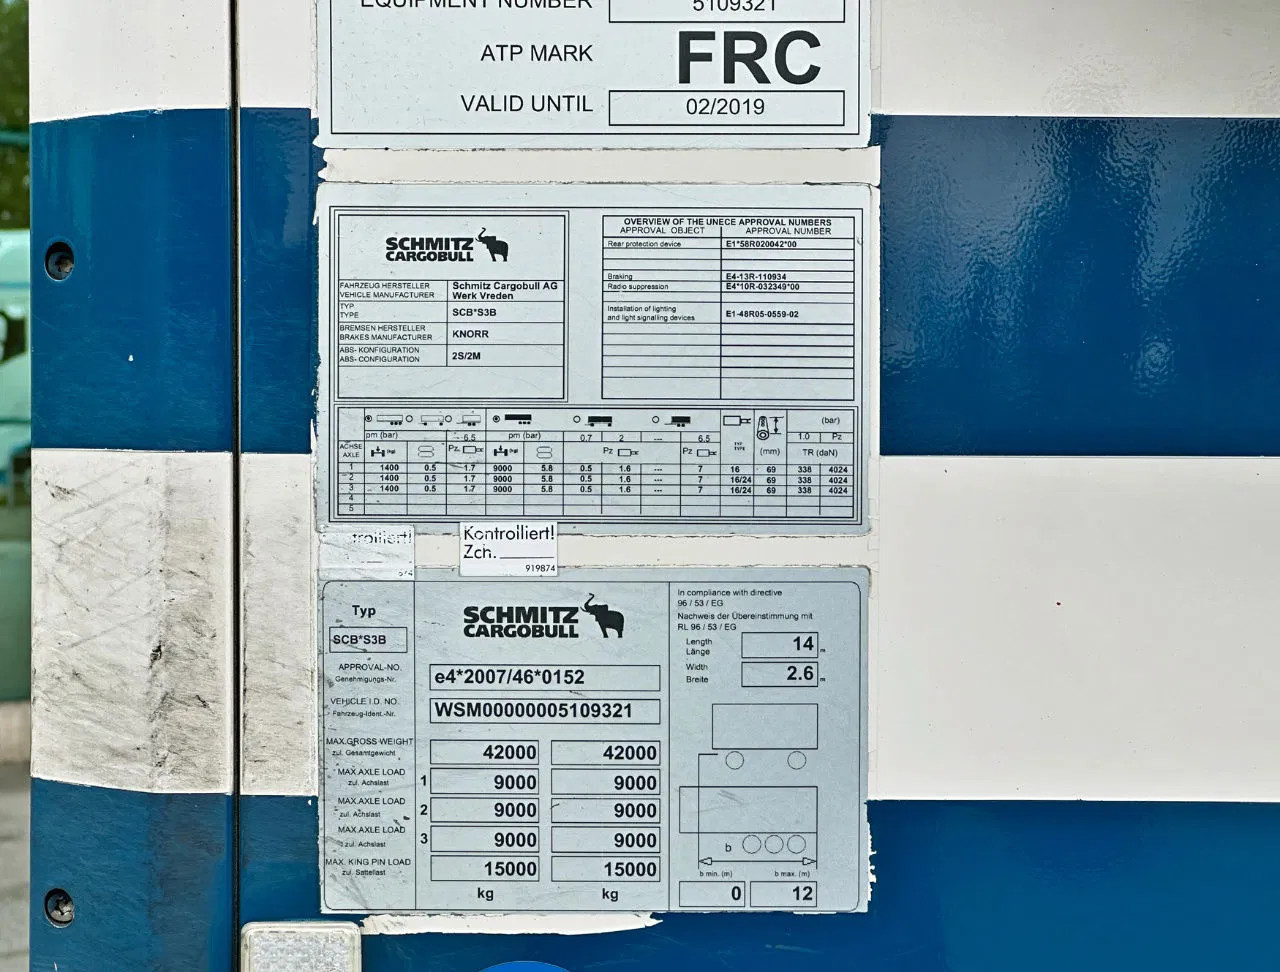 EQUIPMENT NUMBER 5109321
ATP MARK FRC
VALID UNTIL 02/2019
SCHMITZ
CARGOBULL
FAHRZEUG HERSTELLER
VEHICLE MANUFACTURER
Schmitz Cargobull AG
Werk Vreden
TYP
TYPE
SCB*S3B
BREMSEN HERSTELLER
BRAKES MANUFACTURER
KNORR
ABS- KONFIGURATION
ABS- CONFIGURATION
2S/2M
OVERVIEW OF THE UNECE APPROVAL NUMBERS
APPROVAL OBJECT APPROVAL NUMBER
Rear protection device E1*58R020042*00
Braking E4-13R-110934
Radio suppression E4*10R-032349*00
Installation of lighting
and light signalling devices
E1-48R05-0559-02
(bar)
pm (bar) 6.5 pm (bar) 0.7 2 --- 6.5 1.0 Pz
ACHSE
AXLE
(kg) Pz (kg) Pz Pz TYP
TYPE
(mm) TR (daN)
1 1400 0.5 1.7 9000 5.8 0.5 1.6 --- 7 16 69 338 4024
2 1400 0.5 1.7 9000 5.8 0.5 1.6 --- 7 16/24 69 338 4024
3 1400 0.5 1.7 9000 5.8 0.5 1.6 --- 7 16/24 69 338 4024
4
5
trolliert!
Kontrolliert!
Zch.
919874
Typ
SCB*S3B
SCHMITZ
CARGOBULL
APPROVAL-NO.
Genehmigungs-Nr.
e4*2007/46*0152
VEHICLE I.D. NO.
Fahrzeug-Ident.-Nr.
WSM00000005109321
MAX.GROSS WEIGHT
zul. Gesamtgewicht
42000 42000
MAX.AXLE LOAD
zul. Achslast
1 9000 9000
MAX.AXLE LOAD
zul. Achslast
2 9000 9000
MAX.AXLE LOAD
zul. Achslast
3 9000 9000
MAX. KING PIN LOAD
zul. Sattellast
15000 15000
kg kg
In compliance with directive
96 / 53 / EG
Nachweis der Übereinstimmung mit
RL 96 / 53 / EG
Length
Länge
14 m
Width
Breite
2.6 m
b
b min. (m) b max. (m)
0 12